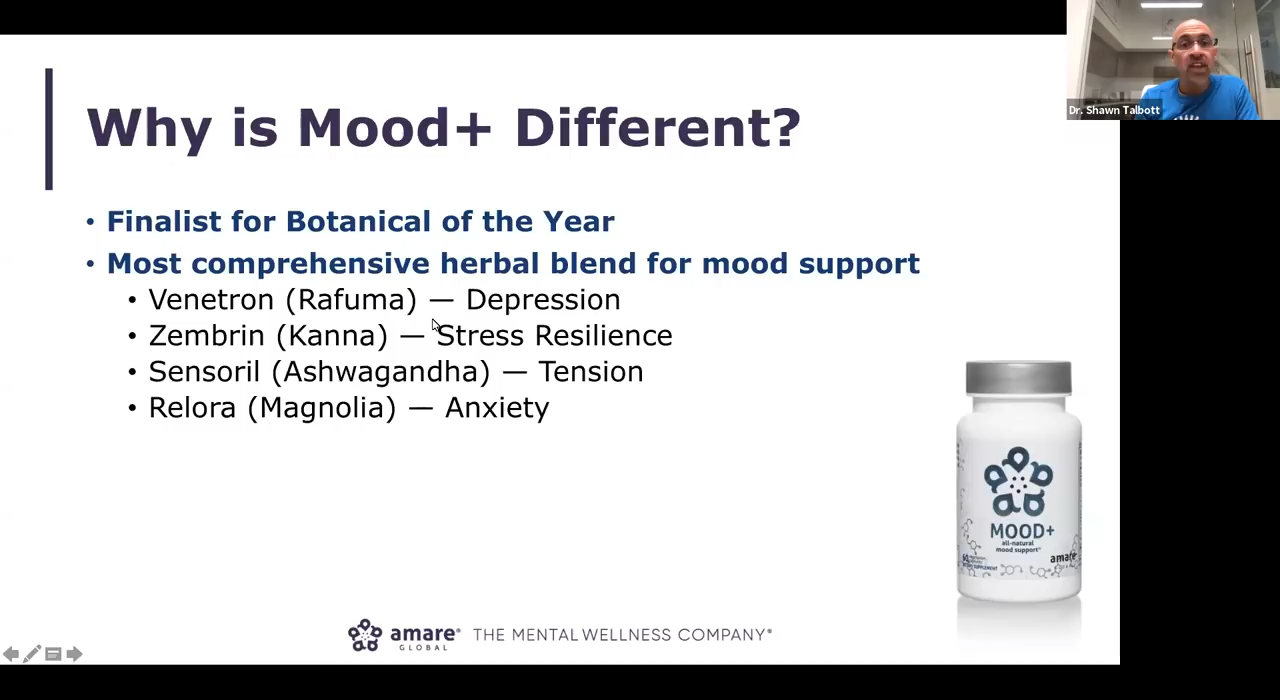 Dr. Shawn Talbott
Why is Mood+ Different?
• Finalist for Botanical of the Year
• Most comprehensive herbal blend for mood support
• Venetron (Rafuma) — Depression
• Zembrin (Kanna) — Stress Resilience
• Sensoril (Ashwagandha) — Tension
• Relora (Magnolia) — Anxiety
MOOD+
all-natural
mood support*
amare
SUPPLEMENT
amare® THE MENTAL WELLNESS COMPANY®
GLOBAL